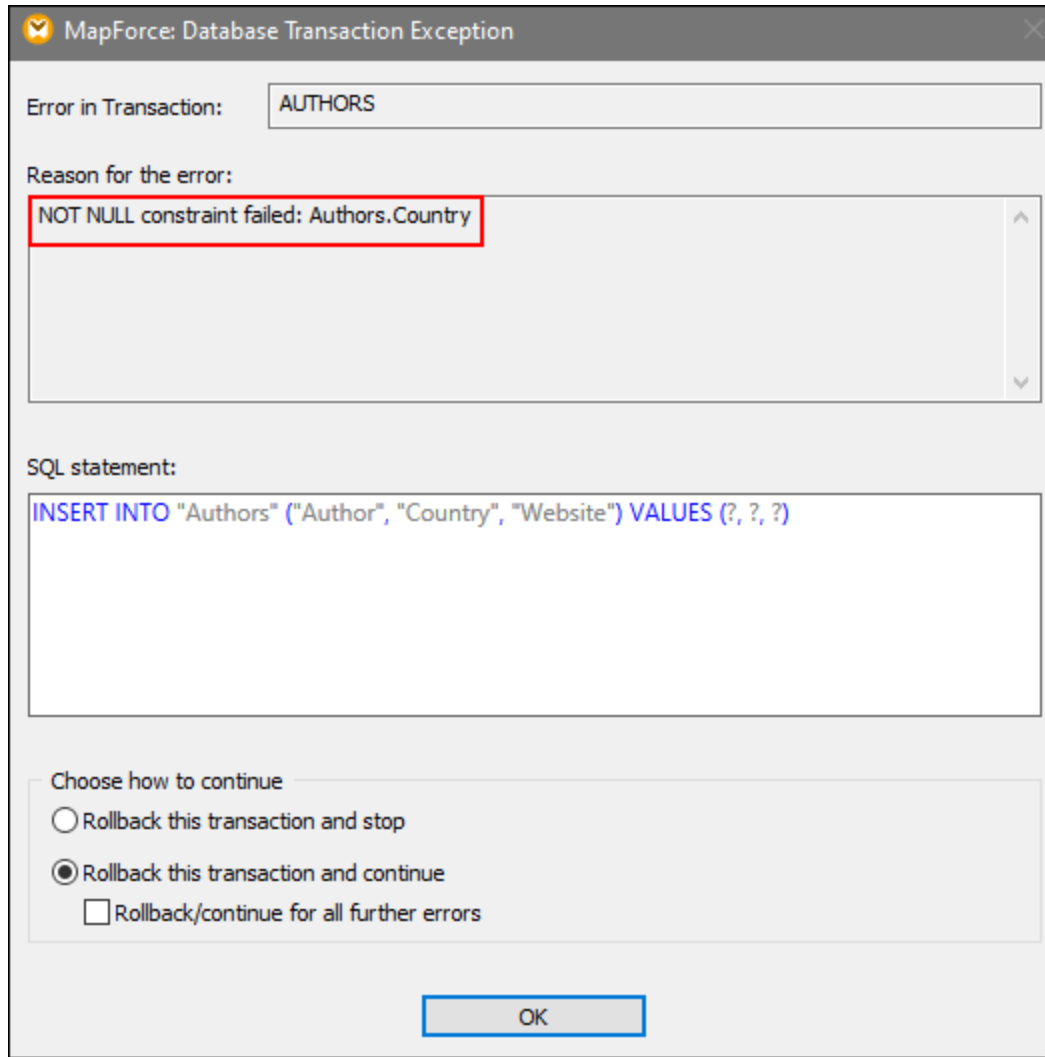 MapForce: Database Transaction Exception
Error in Transaction:
AUTHORS
Reason for the error:
NOT NULL constraint failed: Authors.Country
SQL statement:
INSERT INTO "Authors" ("Author", "Country", "Website") VALUES (?, ?, ?)
Choose how to continue
Rollback this transaction and stop
Rollback this transaction and continue
Rollback/continue for all further errors
OK